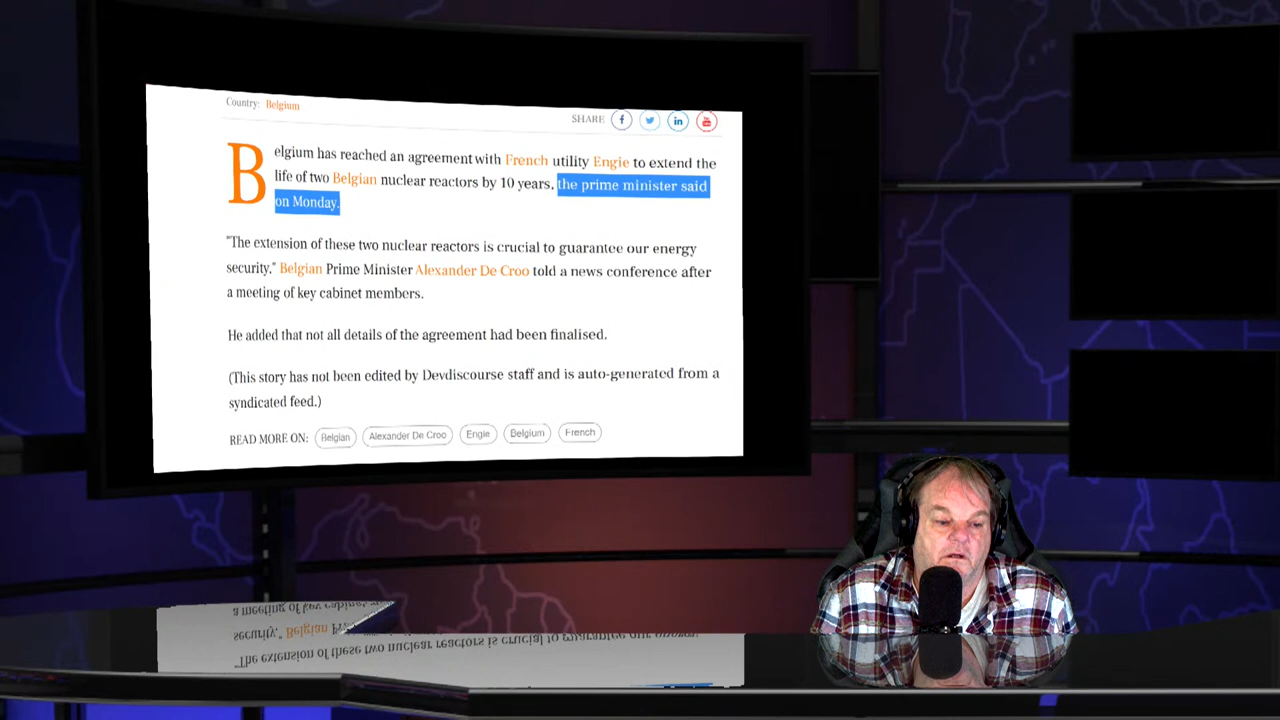 Country: Belgium
SHARE
Belgium has reached an agreement with French utility Engie to extend the
life of two Belgian nuclear reactors by 10 years, the prime minister said
on Monday.
"The extension of these two nuclear reactors is crucial to guarantee our energy
security," Belgian Prime Minister Alexander De Croo told a news conference after
a meeting of key cabinet members.
He added that not all details of the agreement had been finalised.
(This story has not been edited by Devdiscourse staff and is auto-generated from a
syndicated feed.)
READ MORE ON: Belgian Alexander De Croo Engie Belgium French